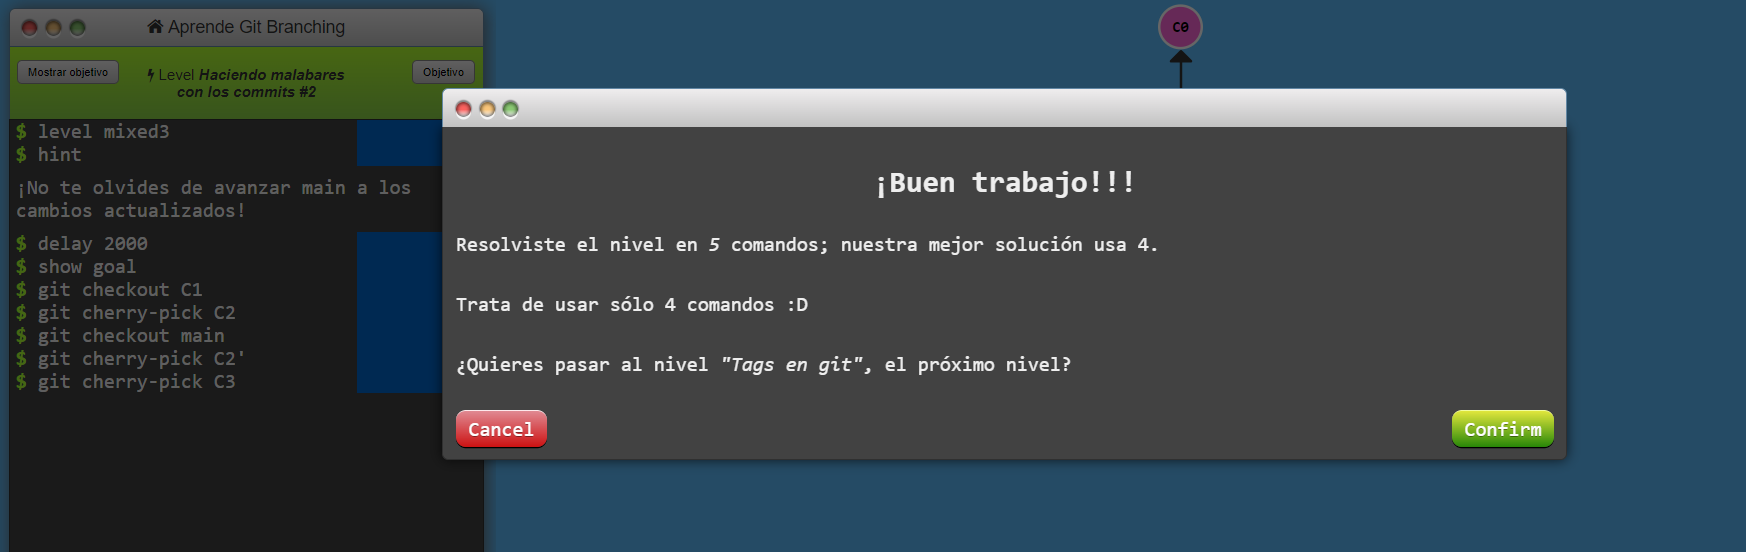 Aprende Git Branching
Mostrar objetivo
Level Haciendo malabares
con los commits #2
Objetivo
$ level mixed3
$ hint
¡No te olvides de avanzar main a los
cambios actualizados!
$ delay 2000
$ show goal
$ git checkout C1
$ git cherry-pick C2
$ git checkout main
$ git cherry-pick C2'
$ git cherry-pick C3
C0
¡Buen trabajo!!!
Resolviste el nivel en 5 comandos; nuestra mejor solución usa 4.
Trata de usar sólo 4 comandos :D
¿Quieres pasar al nivel "Tags en git", el próximo nivel?
Cancel
Confirm